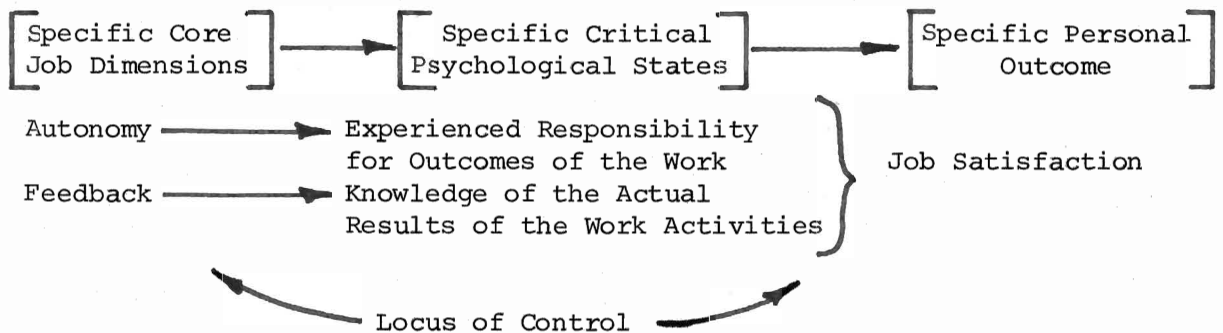 Specific Core
Job Dimensions
Specific Critical
Psychological States
Specific Personal
Outcome
Autonomy
Experienced Responsibility
for Outcomes of the Work
Feedback
Knowledge of the Actual
Results of the Work Activities
Job Satisfaction
Locus of Control